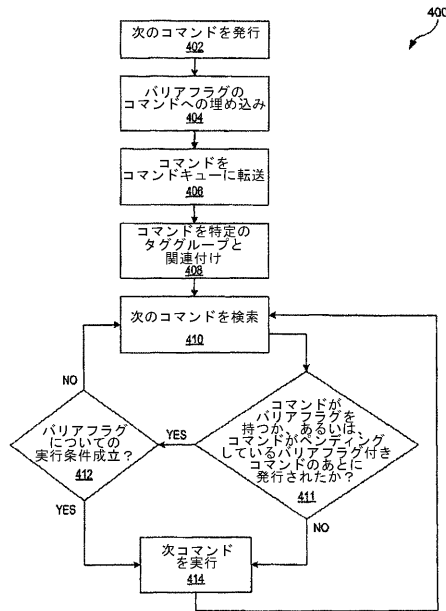 400
次のコマンドを発行
402
バリアフラグの
コマンドへの埋め込み
404
コマンドを
コマンドキューに転送
406
コマンドを特定の
タググループと
関連付け
408
次のコマンドを検索
410
NO
コマンドが
バリアフラグを
持つか、あるいは、
コマンドがペンディング
しているバリアフラグ付き
コマンドのあとに
発行されたか？
411
YES
バリアフラグ
についての
実行条件成立？
412
YES
NO
次コマンド
を実行
414